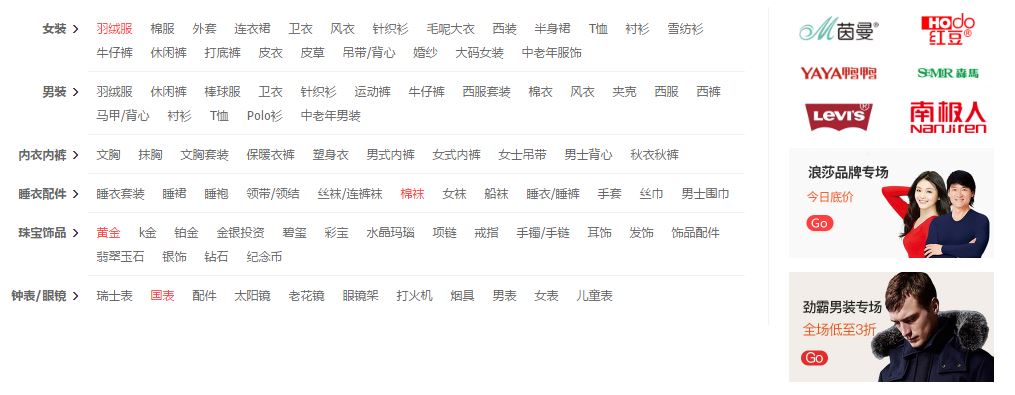 女装 > 羽绒服 棉服 外套 连衣裙 卫衣 风衣 针织衫 毛呢大衣 西装 半身裙 T恤 衬衫 雪纺衫
牛仔裤 休闲裤 打底裤 皮衣 皮草 吊带/背心 婚纱 大码女装 中老年服饰
男装 > 羽绒服 休闲裤 棒球服 卫衣 针织衫 运动裤 牛仔裤 西服套装 棉衣 风衣 夹克 西服 西裤
马甲/背心 衬衫 T恤 Polo衫 中老年男装
内衣内裤 > 文胸 抹胸 文胸套装 保暖衣裤 塑身衣 男式内裤 女式内裤 女士吊带 男士背心 秋衣秋裤
睡衣配件 > 睡衣套装 睡裙 睡袍 领带/领结 丝袜/连裤袜 棉袜 女袜 船袜 睡衣/睡裤 手套 丝巾 男士围巾
珠宝饰品 > 黄金 k金 铂金 金银投资 碧玺 彩宝 水晶玛瑙 项链 戒指 手镯/手链 耳饰 发饰 饰品配件
翡翠玉石 银饰 钻石 纪念币
钟表/眼镜 > 瑞士表 国表 配件 太阳镜 老花镜 眼镜架 打火机 烟具 男表 女表 儿童表
茵曼®
HOdo
红豆®
YAYA鸭鸭
SEMIR 森馬
LEVI'S®
南极人
NanJiren
浪莎品牌专场
今日底价
Go
劲霸男装专场
全场低至3折
Go